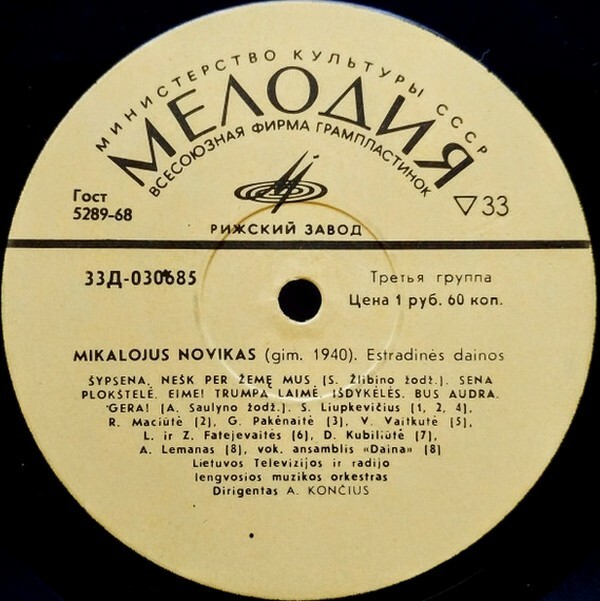 МИНИСТЕРСТВО КУЛЬТУРЫ СССР
МЕЛОДИЯ
ВСЕСОЮЗНАЯ ФИРМА ГРАМПЛАСТИНОК
Гост
5289-68
▽33
РИЖСКИЙ ЗАВОД
33Д-030685
Третья группа
Цена 1 руб. 60 коп.
MIKALOJUS NOVIKAS (gim. 1940). Estradinės dainos
ŠYPSENA. NEŠK PER ŽEMĘ MUS (S. Žlibino žodž.). SENA
PLOKŠTELĖ. EIME! TRUMPA LAIMĖ. IŠDYKĖLĖS. BUS AUDRA.
GERA! (A. Saulyno žodž.). S. Liupkevičius (1, 2, 4),
R. Maciūtė (2), G. Pakėnaitė (3), V. Vaitkutė (5),
L. ir Z. Fatejevaitės (6), D. Kubiliūtė (7),
A. Lemanas (8), vok. ansamblis «Daina» (8)
Lietuvos Televizijos ir radijo
lengvosios muzikos orkestras
Dirigentas A. KONČIUS